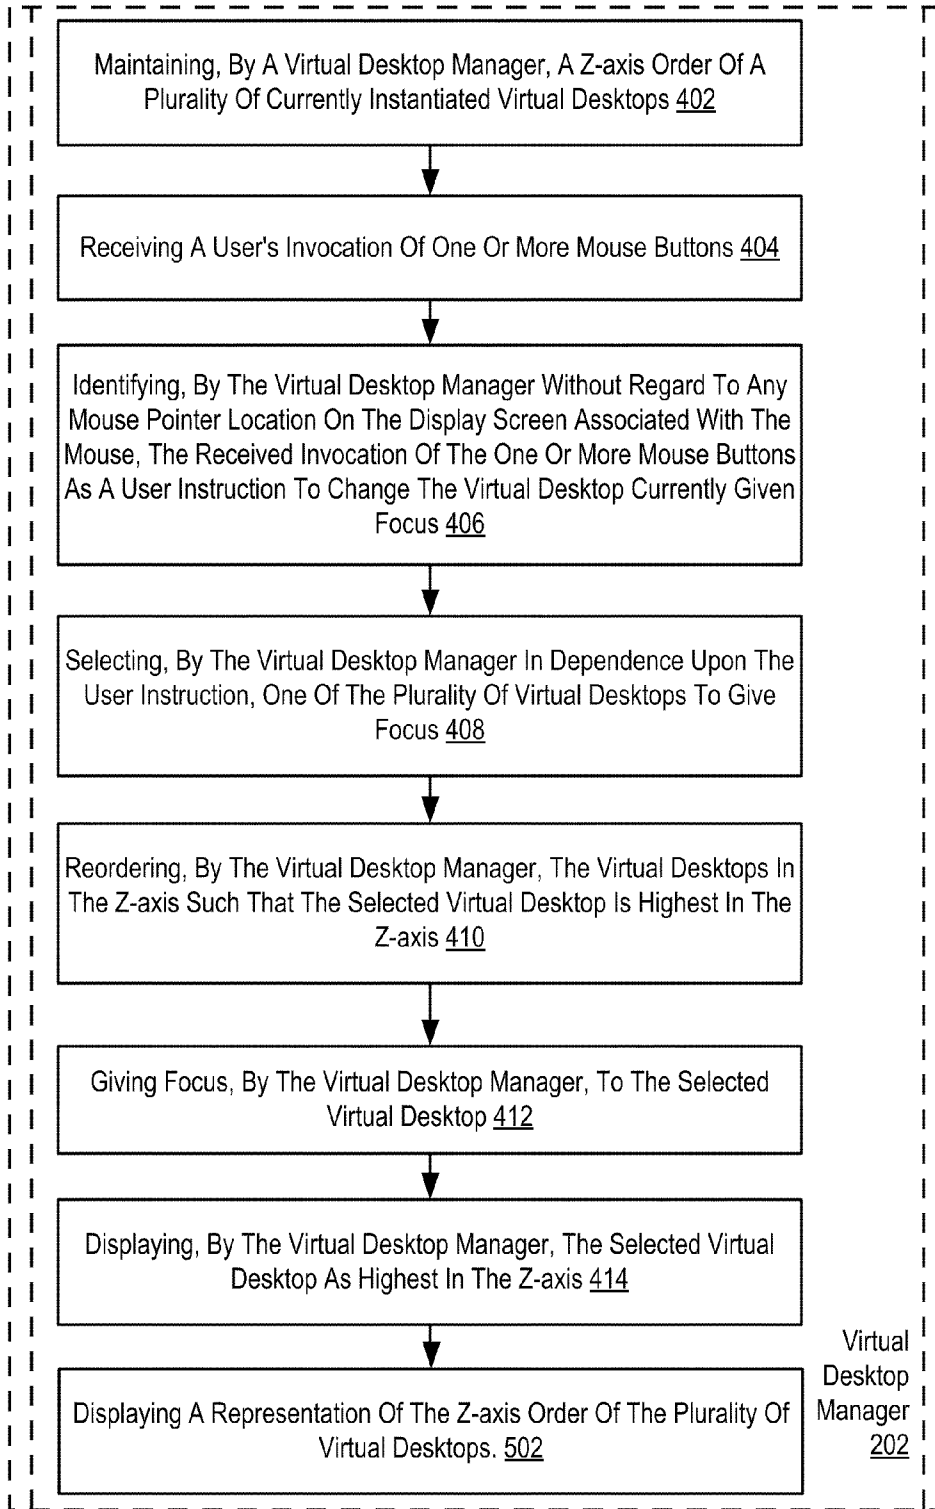 Maintaining, By A Virtual Desktop Manager, A Z-axis Order Of A
Plurality Of Currently Instantiated Virtual Desktops 402
Receiving A User's Invocation Of One Or More Mouse Buttons 404
Identifying, By The Virtual Desktop Manager Without Regard To Any
Mouse Pointer Location On The Display Screen Associated With The
Mouse, The Received Invocation Of The One Or More Mouse Buttons
As A User Instruction To Change The Virtual Desktop Currently Given
Focus 406
Selecting, By The Virtual Desktop Manager In Dependence Upon The
User Instruction, One Of The Plurality Of Virtual Desktops To Give
Focus 408
Reordering, By The Virtual Desktop Manager, The Virtual Desktops In
The Z-axis Such That The Selected Virtual Desktop Is Highest In The
Z-axis 410
Giving Focus, By The Virtual Desktop Manager, To The Selected
Virtual Desktop 412
Displaying, By The Virtual Desktop Manager, The Selected Virtual
Desktop As Highest In The Z-axis 414
Displaying A Representation Of The Z-axis Order Of The Plurality Of
Virtual Desktops. 502
Virtual
Desktop
Manager
202